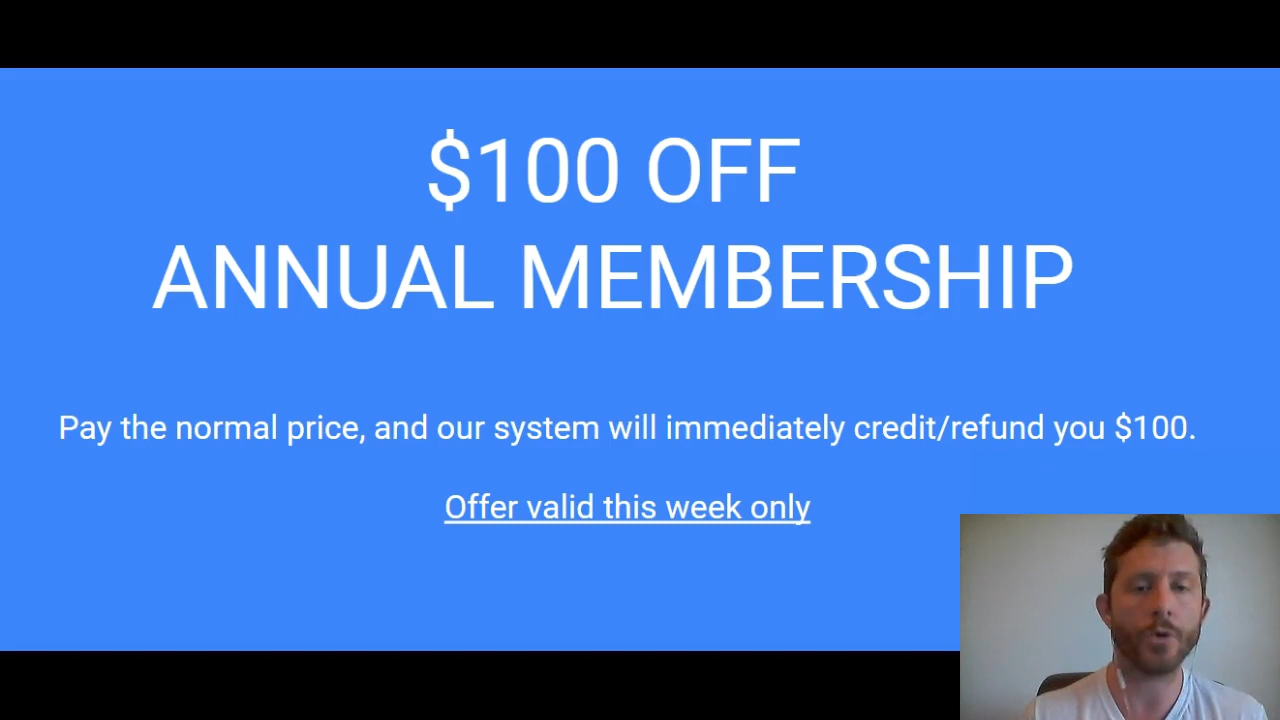 $100 OFF
ANNUAL MEMBERSHIP
Pay the normal price, and our system will immediately credit/refund you $100.
Offer valid this week only